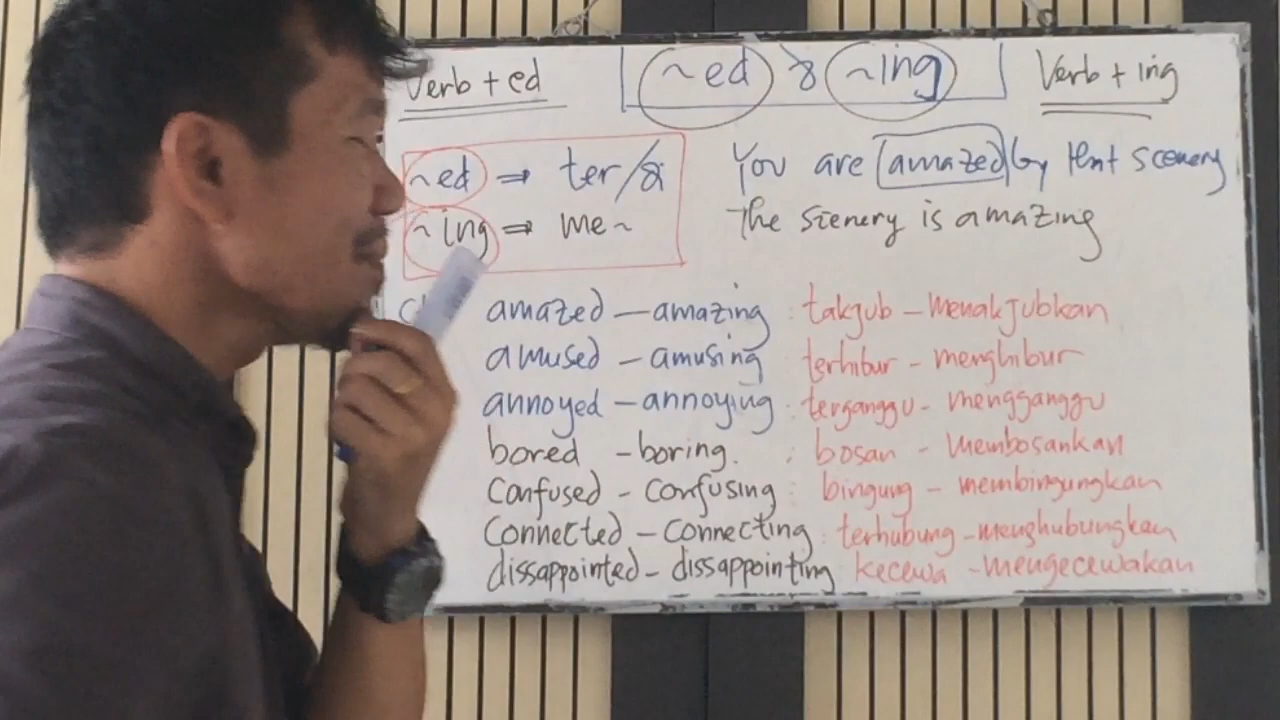 Verb + ed
~ed & ~ing
Verb + ing
~ed ⇒ ter/di
~ing ⇒ me~
You are amazed by that scenery
The scenery is amazing
amazed – amazing : takjub – menakjubkan
amused – amusing : terhibur – menghibur
annoyed – annoying : terganggu – mengganggu
bored – boring. : bosan – membosankan
Confused – Confusing : bingung – membingungkan
Connected – Connecting : terhubung – menghubungkan
dissappointed – dissappointing kecewa – mengecewakan